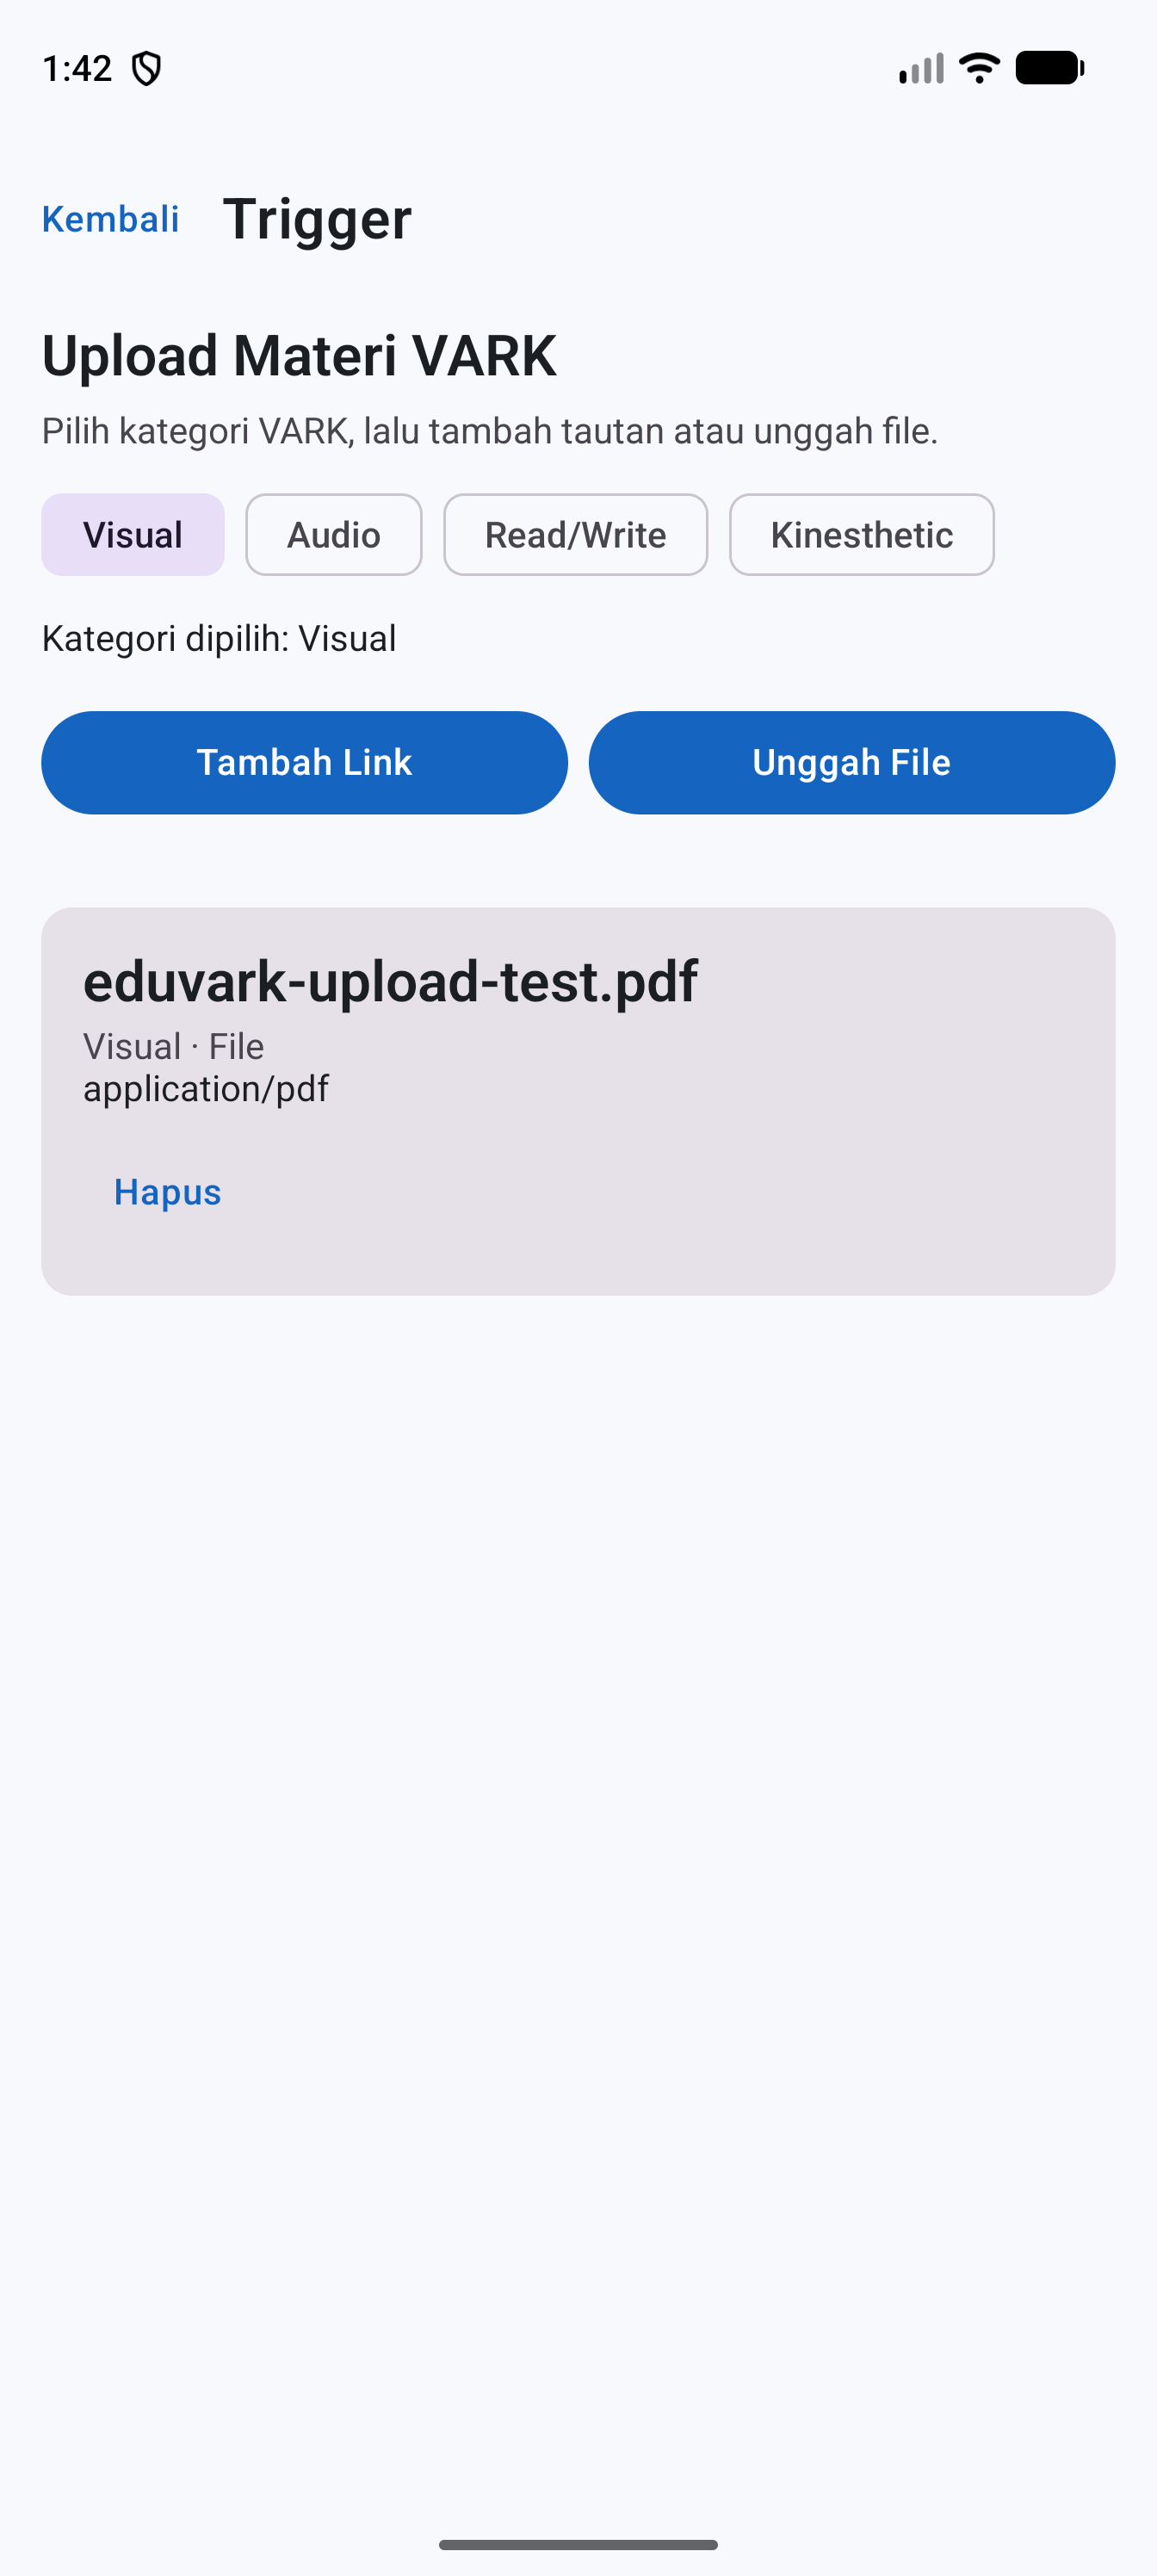 1:42
Kembali Trigger
Upload Materi VARK
Pilih kategori VARK, lalu tambah tautan atau unggah file.
Visual Audio Read/Write Kinesthetic
Kategori dipilih: Visual
Tambah Link Unggah File
eduvark-upload-test.pdf
Visual · File
application/pdf
Hapus